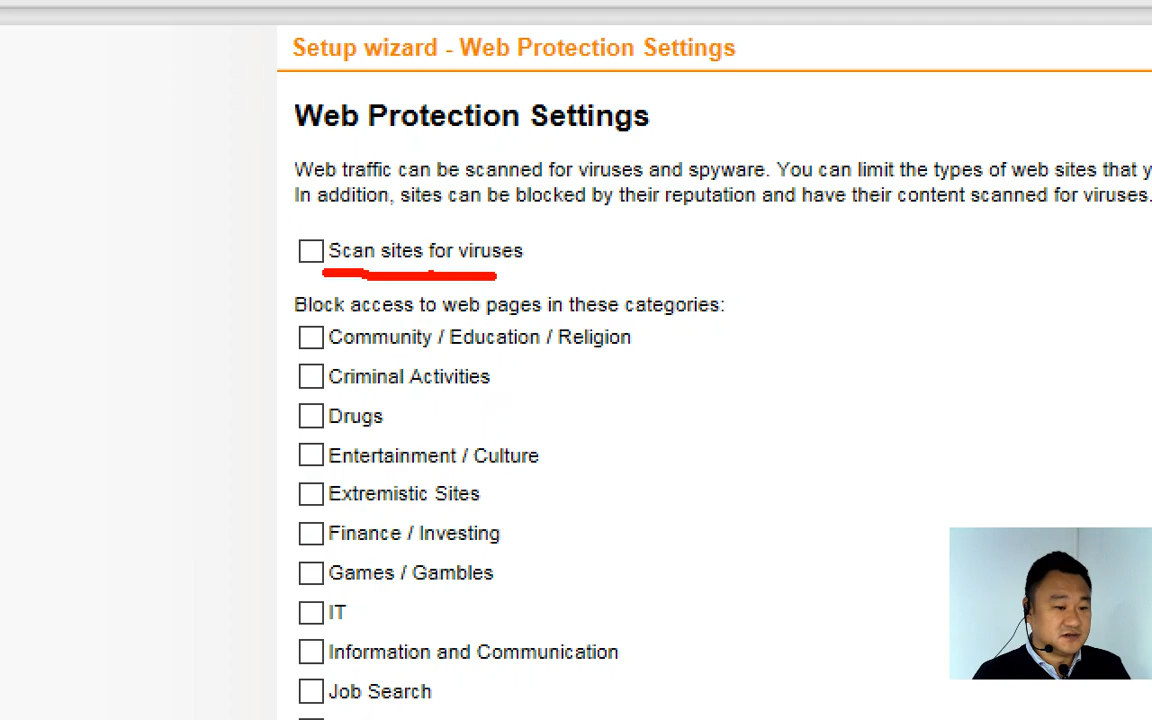 Setup wizard - Web Protection Settings
Web Protection Settings
Web traffic can be scanned for viruses and spyware. You can limit the types of web sites that
In addition, sites can be blocked by their reputation and have their content scanned for viruses.
Scan sites for viruses
Block access to web pages in these categories:
Community / Education / Religion
Criminal Activities
Drugs
Entertainment / Culture
Extremistic Sites
Finance / Investing
Games / Gambles
IT
Information and Communication
Job Search